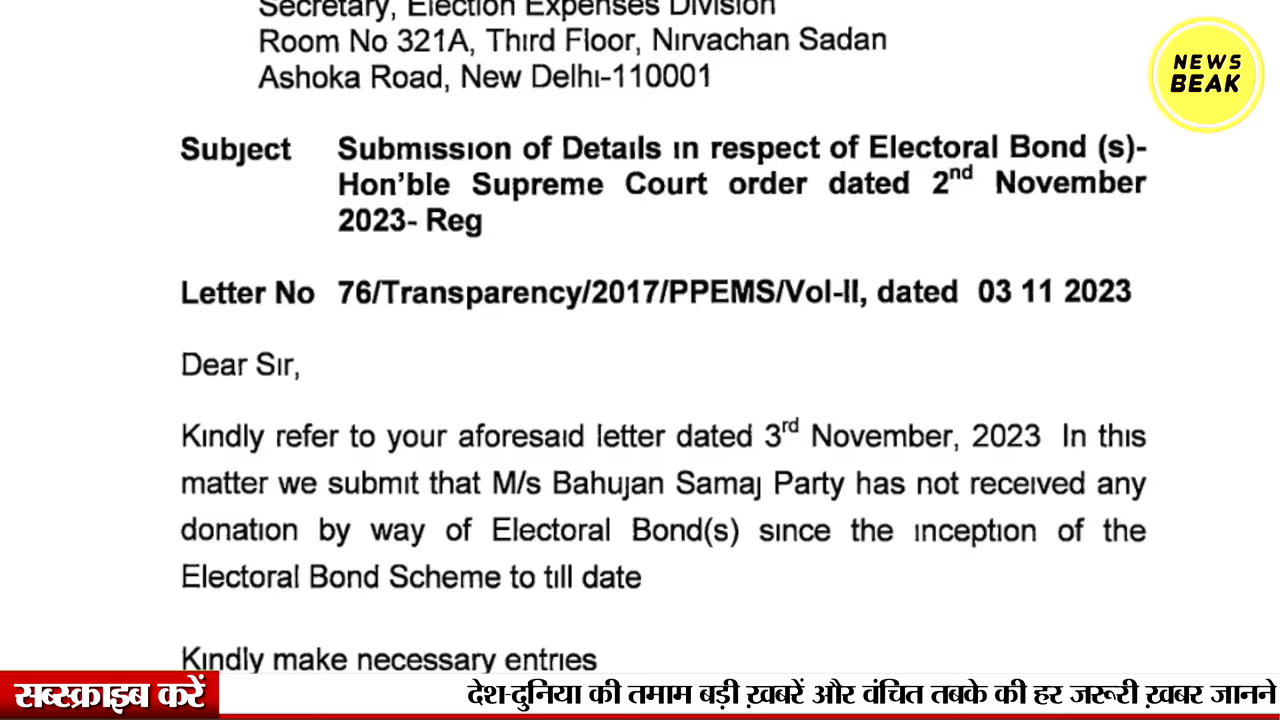 Secretary, Election Expenses Division
Room No 321A, Third Floor, Nirvachan Sadan
Ashoka Road, New Delhi-110001
NEWS
BEAK
Subject Submission of Details in respect of Electoral Bond (s)-
Hon'ble Supreme Court order dated 2nd November
2023- Reg
Letter No 76/Transparency/2017/PPEMS/Vol-II, dated 03 11 2023
Dear Sir,
Kindly refer to your aforesaid letter dated 3rd November, 2023 In this
matter we submit that M/s Bahujan Samaj Party has not received any
donation by way of Electoral Bond(s) since the inception of the
Electoral Bond Scheme to till date
Kindly make necessary entries
सब्स्क्राइब करें
देश-दुनिया की तमाम बड़ी ख़बरें और वंचित तबके की हर जरूरी ख़बर जानने